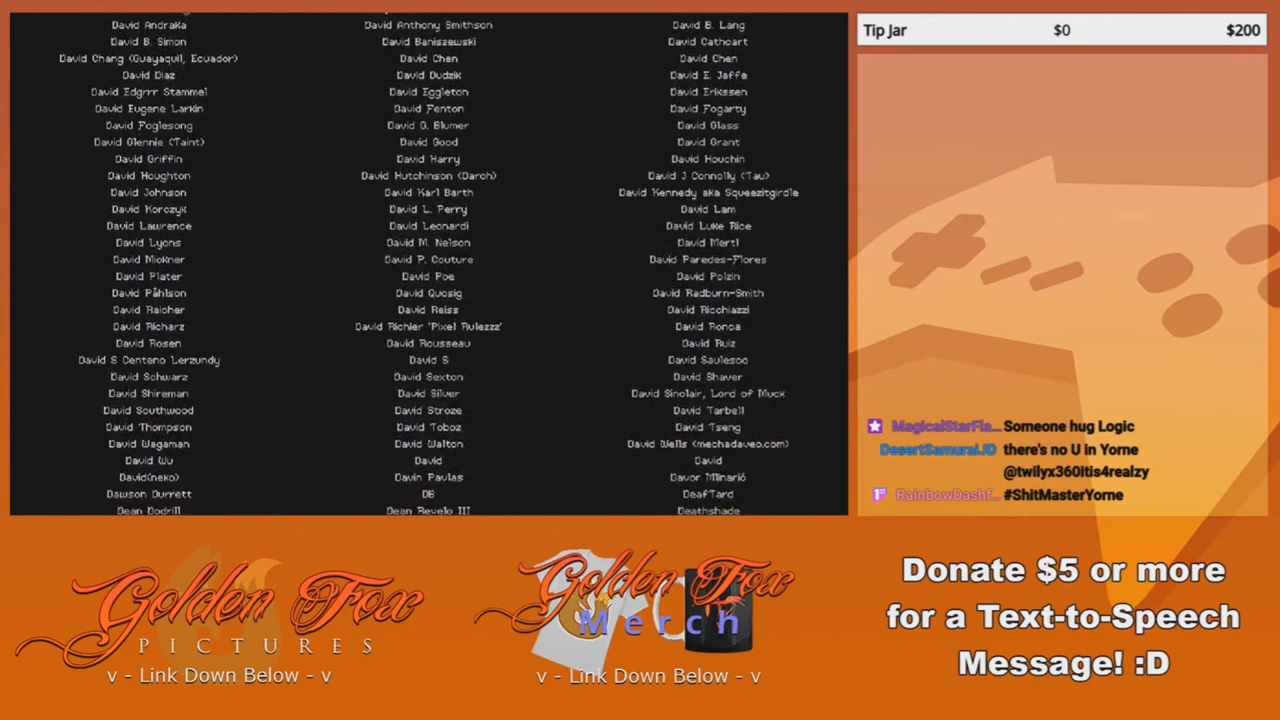 David Andraka David Anthony Smithson David B. Lang
David B. Simon David Baniszewski David Cathcart
David Chang (Guayaquil, Ecuador) David Chen David Chen
David Diaz David Dudzik David E. Jaffe
David Edgrrr Stammel David Eggleton David Erikssen
David Eugene Larkin David Fenton David Fogarty
David Foglesong David G. Blumer David Glass
David Glennie (Taint) David Good David Grant
David Griffin David Harry David Houchin
David Houghton David Hutchinson (Daroh) David J Connolly (Tau)
David Johnson David Karl Barth David Kennedy aka Squeezitgirdle
David Korczyk David L. Perry David Lam
David Lawrence David Leonardi David Luke Rice
David Lyons David M. Nelson David Mertl
David Mickner David P. Couture David Paredes-Flores
David Plater David Poe David Polzin
David Påhlson David Quosig David Radburn-Smith
David Raicher David Reiss David Ricchiazzi
David Richarz David Richier 'Pixel Rulezzz' David Ronca
David Rosen David Rousseau David Ruiz
David S Centeno Lerzundy David S David Saulesco
David Schwarz David Sexton David Shaver
David Shireman David Silver David Sinclair, Lord of Muck
David Southwood David Stroze David Tarbell
David Thompson David Toboz David Tseng
David Wagaman David Walton David Wells (mechadaveo.com)
David Wu David David
David(neko) Davin Pavlas Davor Mlinarić
Dawson Durrett DB DeafTard
Dean Dodrill Dean Revelo III Deathshade
Tip Jar $0 $200
MagicalStarFla... Someone hug Logic
DesertSamuraiJD there's no U in Yorne
@twilyx360itis4realzy
RainbowDashf... #ShitMasterYorne
Golden Fox
PICTURES
v - Link Down Below - v
Golden Fox
Merch
v - Link Down Below - v
Donate $5 or more
for a Text-to-Speech
Message! :D